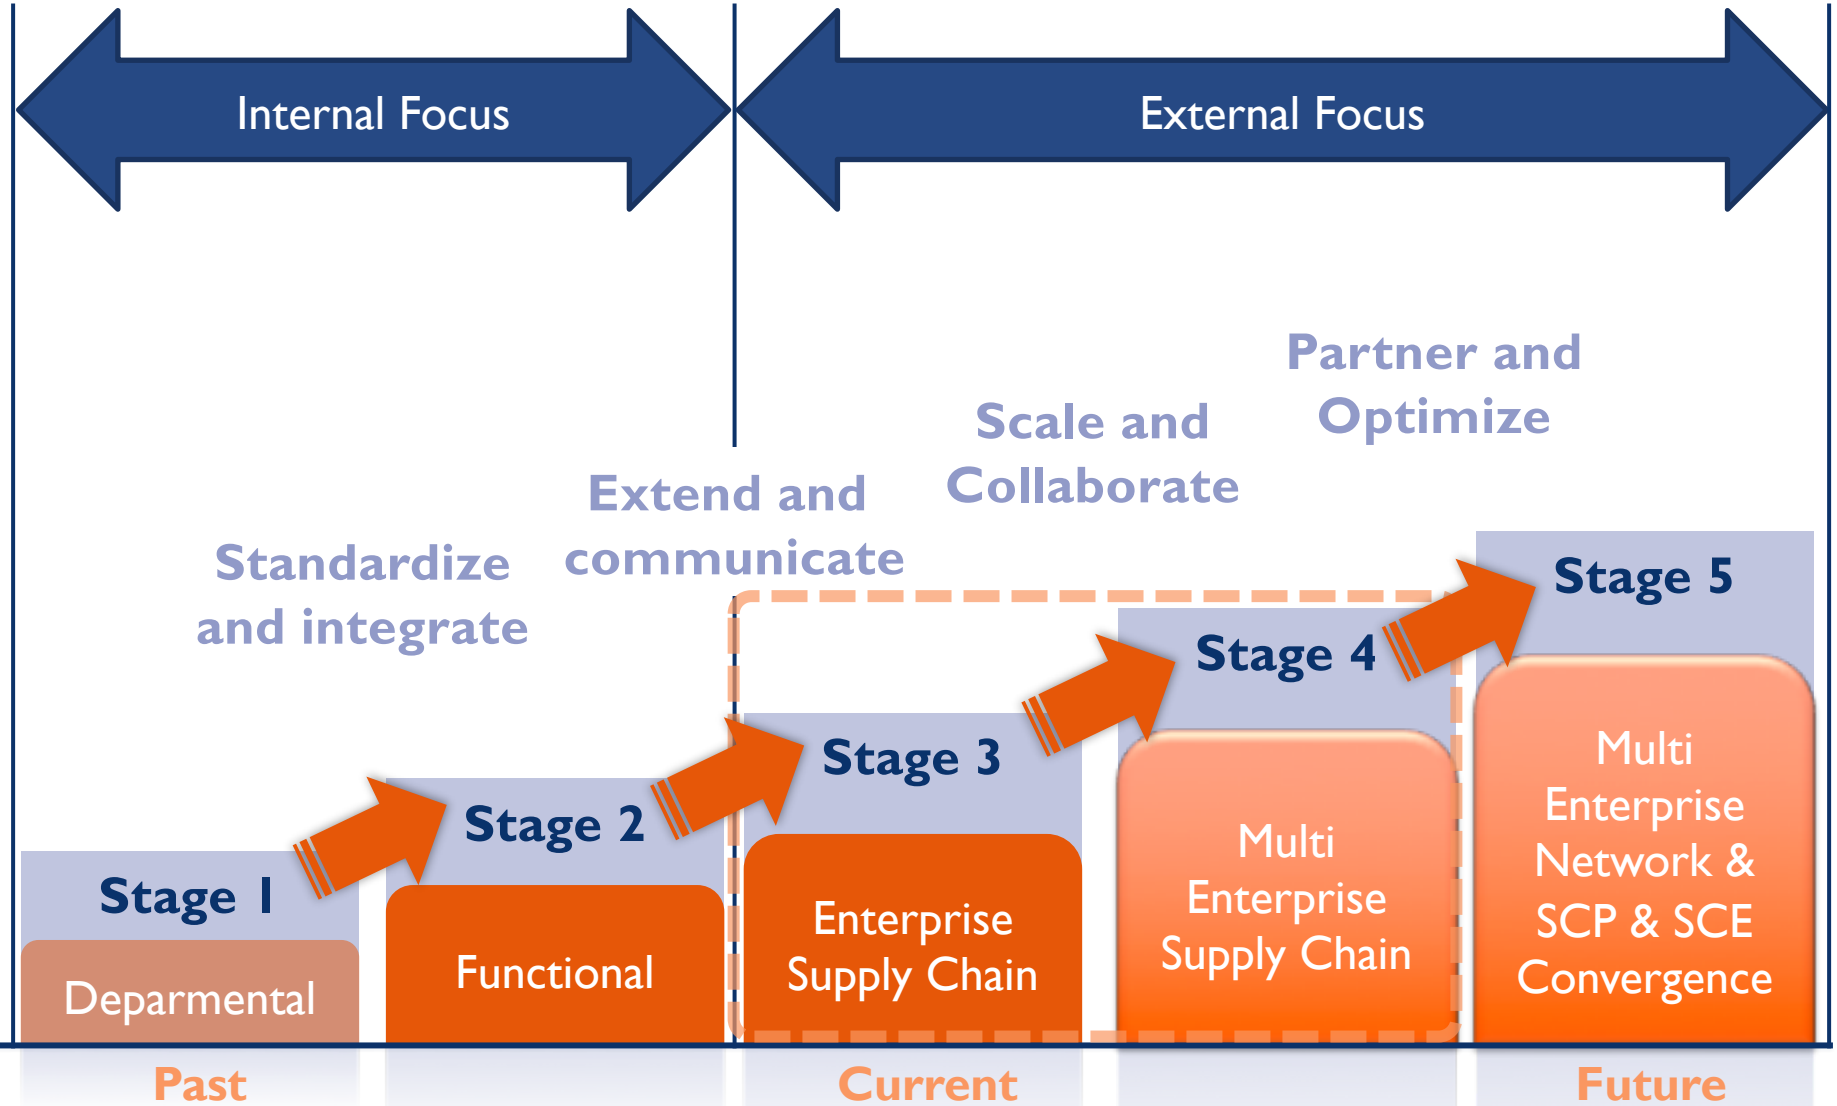 Internal Focus
External Focus
Partner and
Optimize
Scale and
Collaborate
Extend and
communicate
Standardize
and integrate
Stage 1
Deparmental
Stage 2
Functional
Stage 3
Enterprise
Supply Chain
Stage 4
Multi
Enterprise
Supply Chain
Stage 5
Multi
Enterprise
Network &
SCP & SCE
Convergence
Past
Current
Future